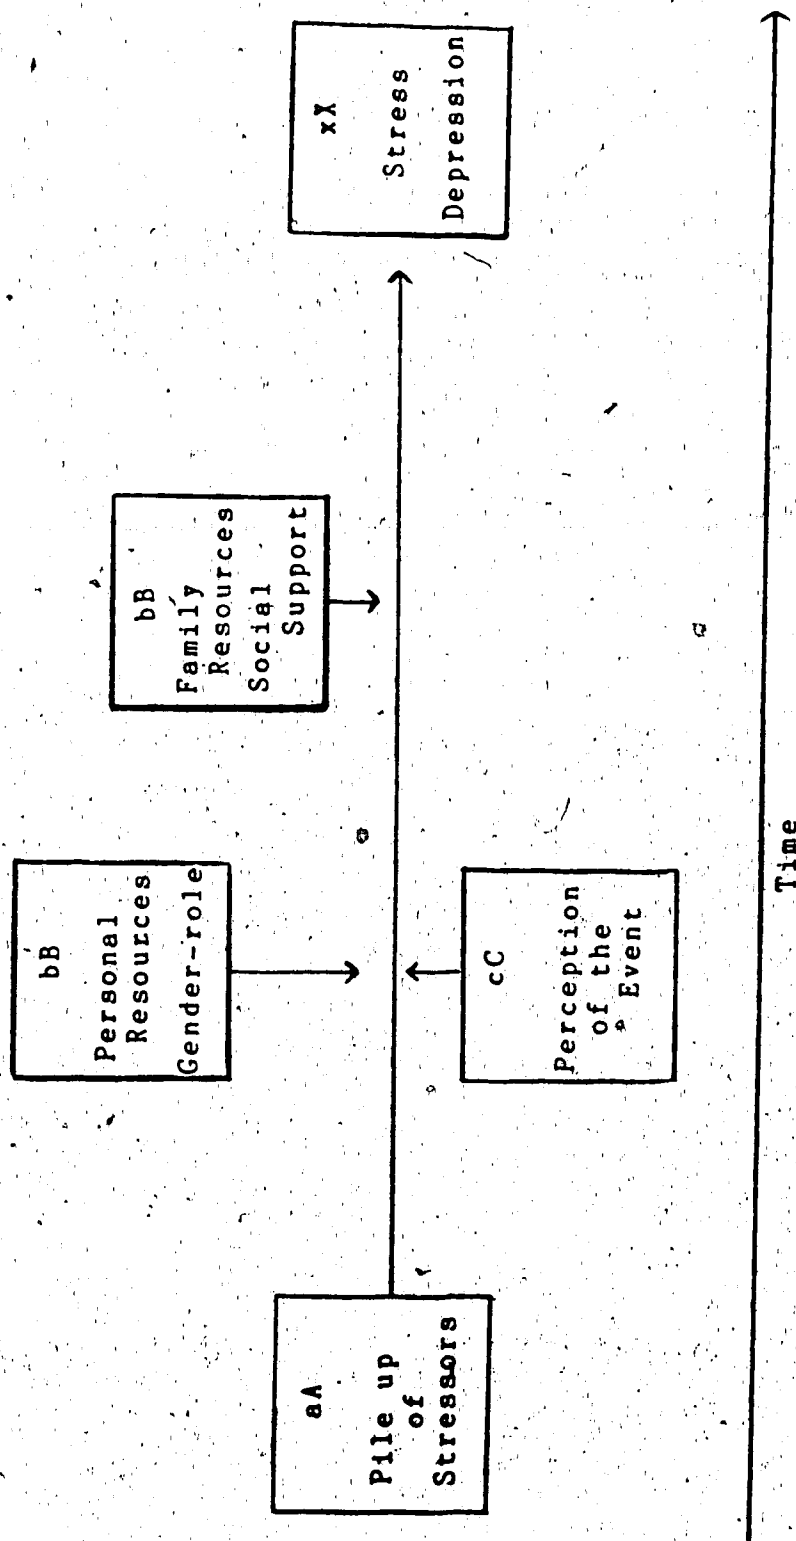 aA
Pile up
of
Stressors
bB
Personal
Resources
Gender-role
cC
Perception
of the
Event
bB
Family
Resources
Social
Support
xX
Stress
Depression
Time